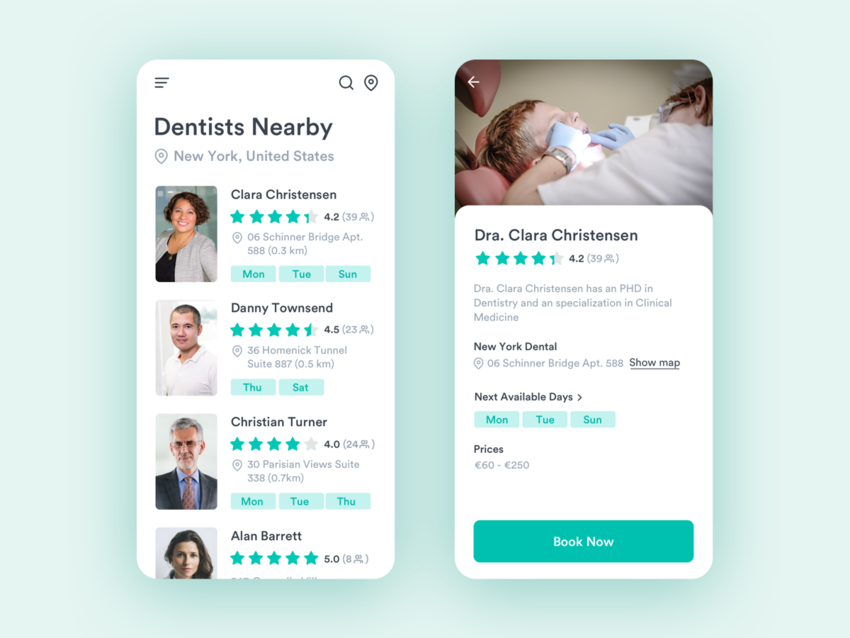 Dentists Nearby
New York, United States
Clara Christensen
4.2 (39)
06 Schinner Bridge Apt.
588 (0.3 km)
Mon Tue Sun
Danny Townsend
4.5 (23)
36 Homenick Tunnel
Suite 887 (0.5 km)
Thu Sat
Christian Turner
4.0 (24)
30 Parisian Views Suite
338 (0.7km)
Mon Tue Thu
Alan Barrett
5.0 (8)
Dra. Clara Christensen
4.2 (39)
Dra. Clara Christensen has an PHD in
Dentistry and an specialization in Clinical
Medicine
New York Dental
06 Schinner Bridge Apt. 588 Show map
Next Available Days >
Mon Tue Sun
Prices
€60 - €250
Book Now